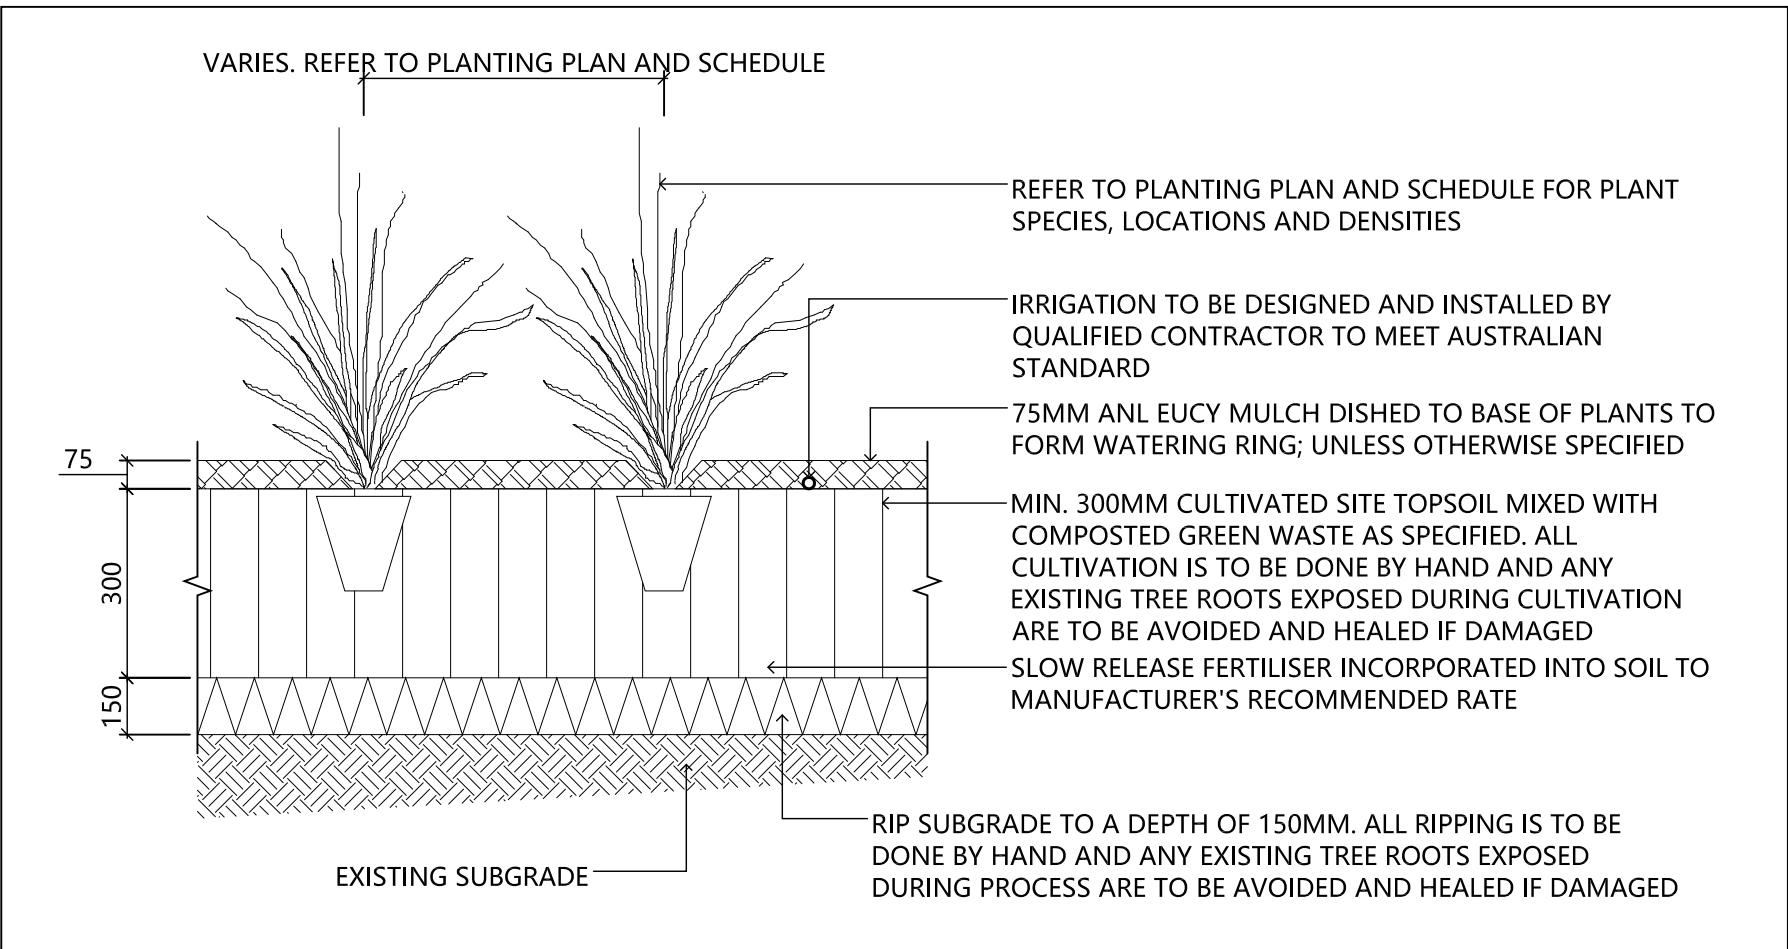 VARIES. REFER TO PLANTING PLAN AND SCHEDULE
REFER TO PLANTING PLAN AND SCHEDULE FOR PLANT
SPECIES, LOCATIONS AND DENSITIES
IRRIGATION TO BE DESIGNED AND INSTALLED BY
QUALIFIED CONTRACTOR TO MEET AUSTRALIAN
STANDARD
75MM ANL EUCY MULCH DISHED TO BASE OF PLANTS TO
FORM WATERING RING; UNLESS OTHERWISE SPECIFIED
75
MIN. 300MM CULTIVATED SITE TOPSOIL MIXED WITH
COMPOSTED GREEN WASTE AS SPECIFIED. ALL
CULTIVATION IS TO BE DONE BY HAND AND ANY
EXISTING TREE ROOTS EXPOSED DURING CULTIVATION
ARE TO BE AVOIDED AND HEALED IF DAMAGED
300
SLOW RELEASE FERTILISER INCORPORATED INTO SOIL TO
MANUFACTURER'S RECOMMENDED RATE
150
RIP SUBGRADE TO A DEPTH OF 150MM. ALL RIPPING IS TO BE
DONE BY HAND AND ANY EXISTING TREE ROOTS EXPOSED
DURING PROCESS ARE TO BE AVOIDED AND HEALED IF DAMAGED
EXISTING SUBGRADE